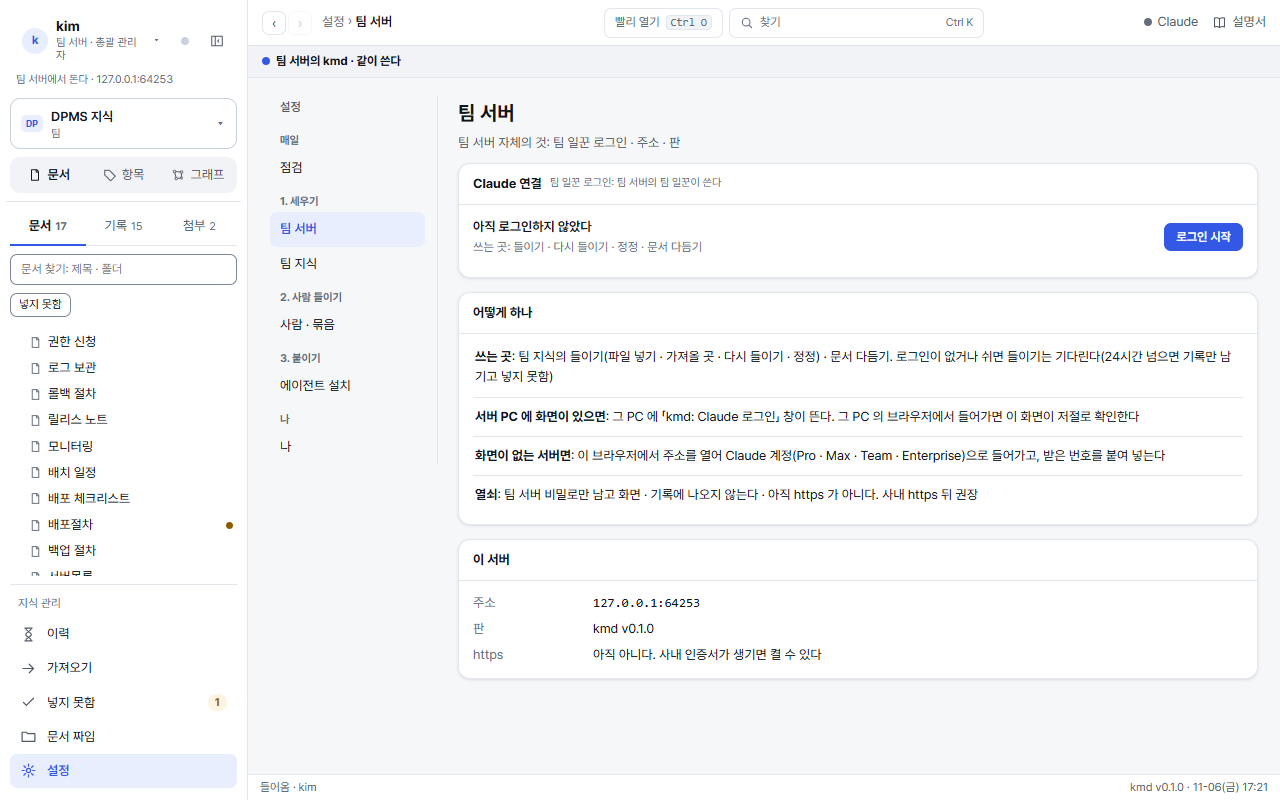 k
kim
팀 서버 · 총괄 관리자
팀 서버에서 돈다 · 127.0.0.1:64253
DP
DPMS 지식
팀
문서 항목 그래프
문서 17 기록 15 첨부 2
문서 찾기: 제목 · 폴더
넣지 못함
권한 신청
로그 보관
롤백 절차
릴리스 노트
모니터링
배치 일정
배포 체크리스트
배포절차
백업 절차
서버목록
지식 관리
이력
가져오기
넣지 못함 1
문서 짜임
설정
‹ › 설정 › 팀 서버
빨리 열기 Ctrl O
찾기 Ctrl K
Claude 설명서
팀 서버의 kmd · 같이 쓴다
설정
매일
점검
1. 세우기
팀 서버
팀 지식
2. 사람 들이기
사람 · 묶음
3. 붙이기
에이전트 설치
나
나
팀 서버
팀 서버 자체의 것: 팀 일꾼 로그인 · 주소 · 판
Claude 연결 팀 일꾼 로그인: 팀 서버의 팀 일꾼이 쓴다
아직 로그인하지 않았다
쓰는 곳: 들이기 · 다시 들이기 · 정정 · 문서 다듬기
로그인 시작
어떻게 하나
쓰는 곳: 팀 지식의 들이기(파일 넣기 · 가져올 곳 · 다시 들이기 · 정정) · 문서 다듬기. 로그인이 없거나 쉬면 들이기는 기다린다(24시간 넘으면 기록만 남
기고 넣지 못함)
서버 PC 에 화면이 있으면: 그 PC 에 「kmd: Claude 로그인」 창이 뜬다. 그 PC 의 브라우저에서 들어가면 이 화면이 저절로 확인한다
화면이 없는 서버면: 이 브라우저에서 주소를 열어 Claude 계정(Pro · Max · Team · Enterprise)으로 들어가고, 받은 번호를 붙여 넣는다
열쇠: 팀 서버 비밀로만 남고 화면 · 기록에 나오지 않는다 · 아직 https 가 아니다. 사내 https 뒤 권장
이 서버
주소 127.0.0.1:64253
판 kmd v0.1.0
https 아직 아니다. 사내 인증서가 생기면 켤 수 있다
들어옴 · kim
kmd v0.1.0 · 11-06(금) 17:21